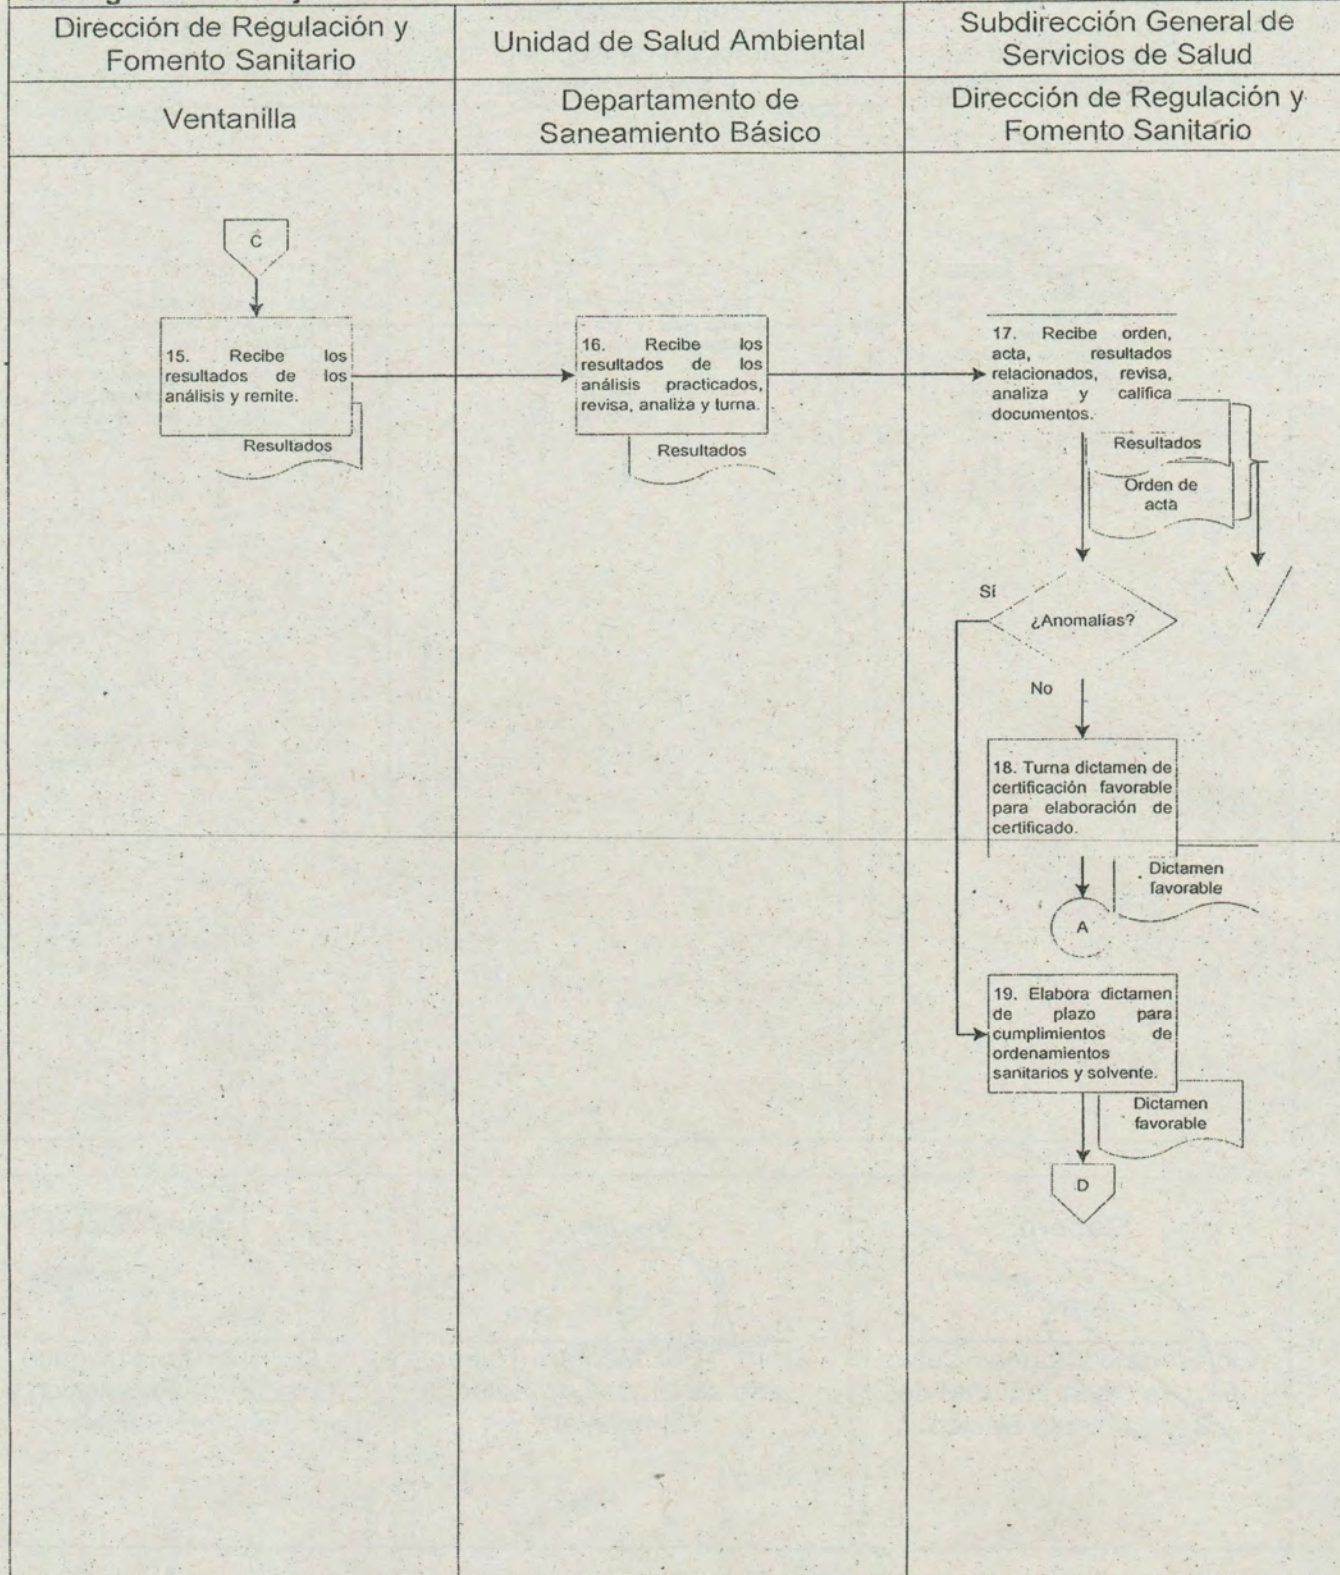 Dirección de Regulación y
Fomento Sanitario
Unidad de Salud Ambiental
Subdirección General de
Servicios de Salud
Ventanilla
Departamento de
Saneamiento Básico
Dirección de Regulación y
Fomento Sanitario
C
15. Recibe los
resultados de los
análisis y remite.
Resultados
16. Recibe los
resultados de los
análisis practicados,
revisa, analiza y turna.
Resultados
17. Recibe orden,
acta, resultados
relacionados, revisa,
analiza y califica
documentos.
Resultados
Orden de
acta
Sí
¿Anomalías?
No
18. Turna dictamen de
certificación favorable
para elaboración de
certificado.
Dictamen
favorable
A
19. Elabora dictamen
de plazo para
cumplimientos de
ordenamientos
sanitarios y solvente.
Dictamen
favorable
D